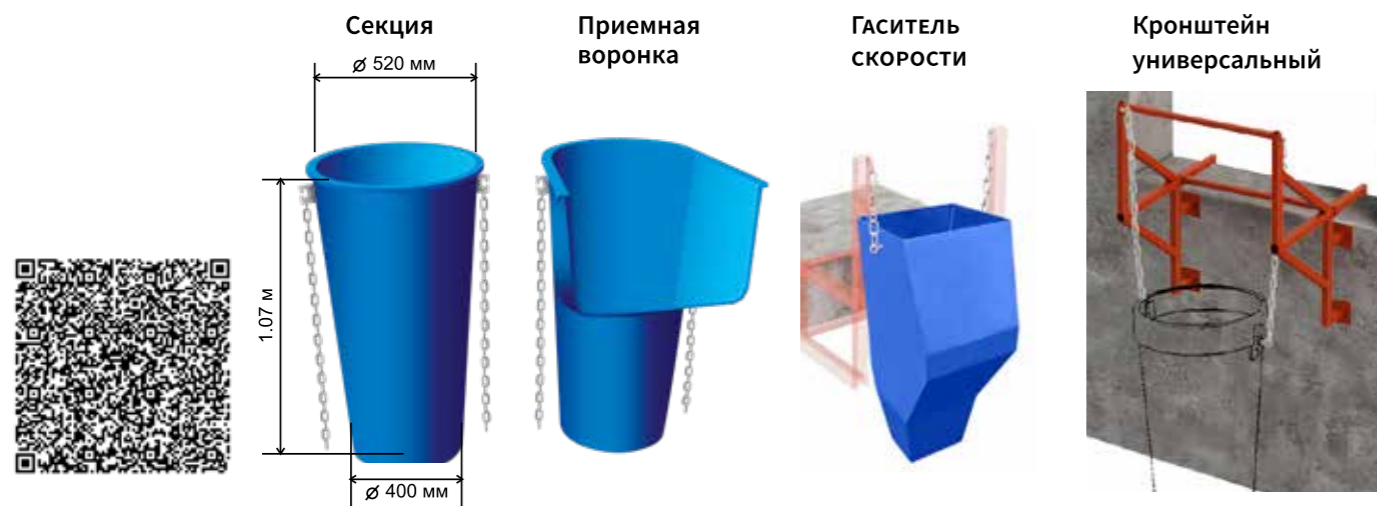 Секция
Приемная
воронка
Гаситель
скорости
Кронштейн
универсальный
⌀ 520 мм
1.07 м
⌀ 400 мм